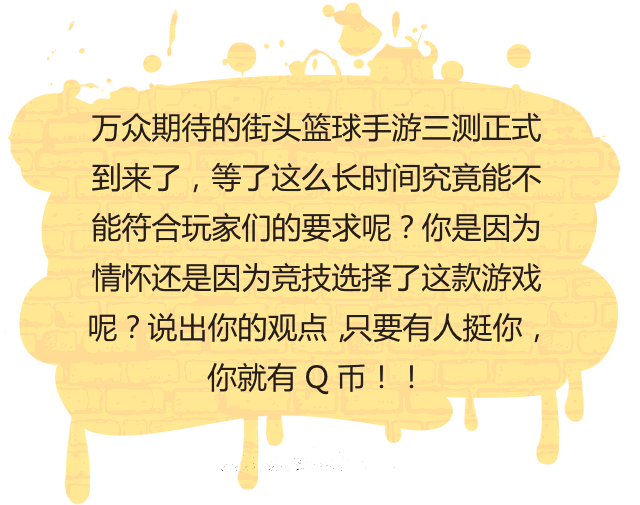 万众期待的街头篮球手游三测正式
到来了，等了这么长时间究竟能不
能符合玩家们的要求呢？你是因为
情怀还是因为竞技选择了这款游戏
呢？说出你的观点,只要有人挺你，
你就有 Q 币！！